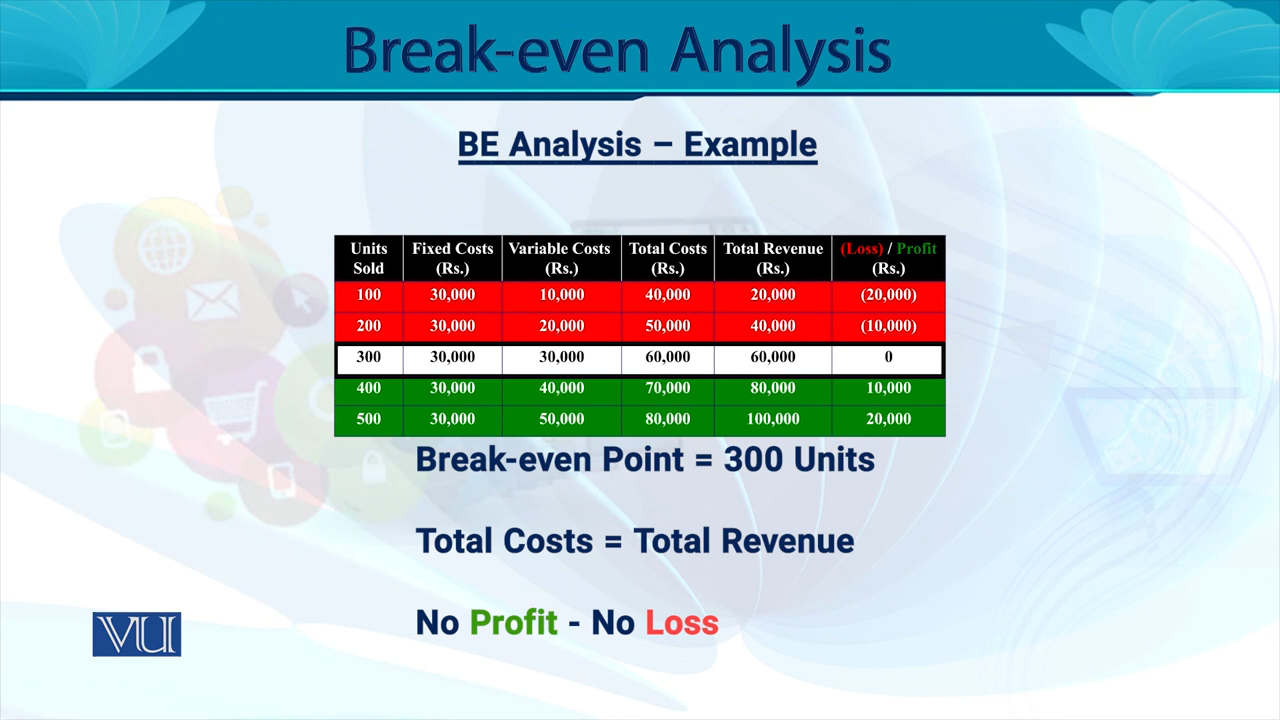 Break-even Analysis
BE Analysis – Example
Units Sold Fixed Costs (Rs.) Variable Costs (Rs.) Total Costs (Rs.) Total Revenue (Rs.) (Loss) / Profit (Rs.)
100 30,000 10,000 40,000 20,000 (20,000)
200 30,000 20,000 50,000 40,000 (10,000)
300 30,000 30,000 60,000 60,000 0
400 30,000 40,000 70,000 80,000 10,000
500 30,000 50,000 80,000 100,000 20,000
Break-even Point = 300 Units
Total Costs = Total Revenue
No Profit - No Loss
VU